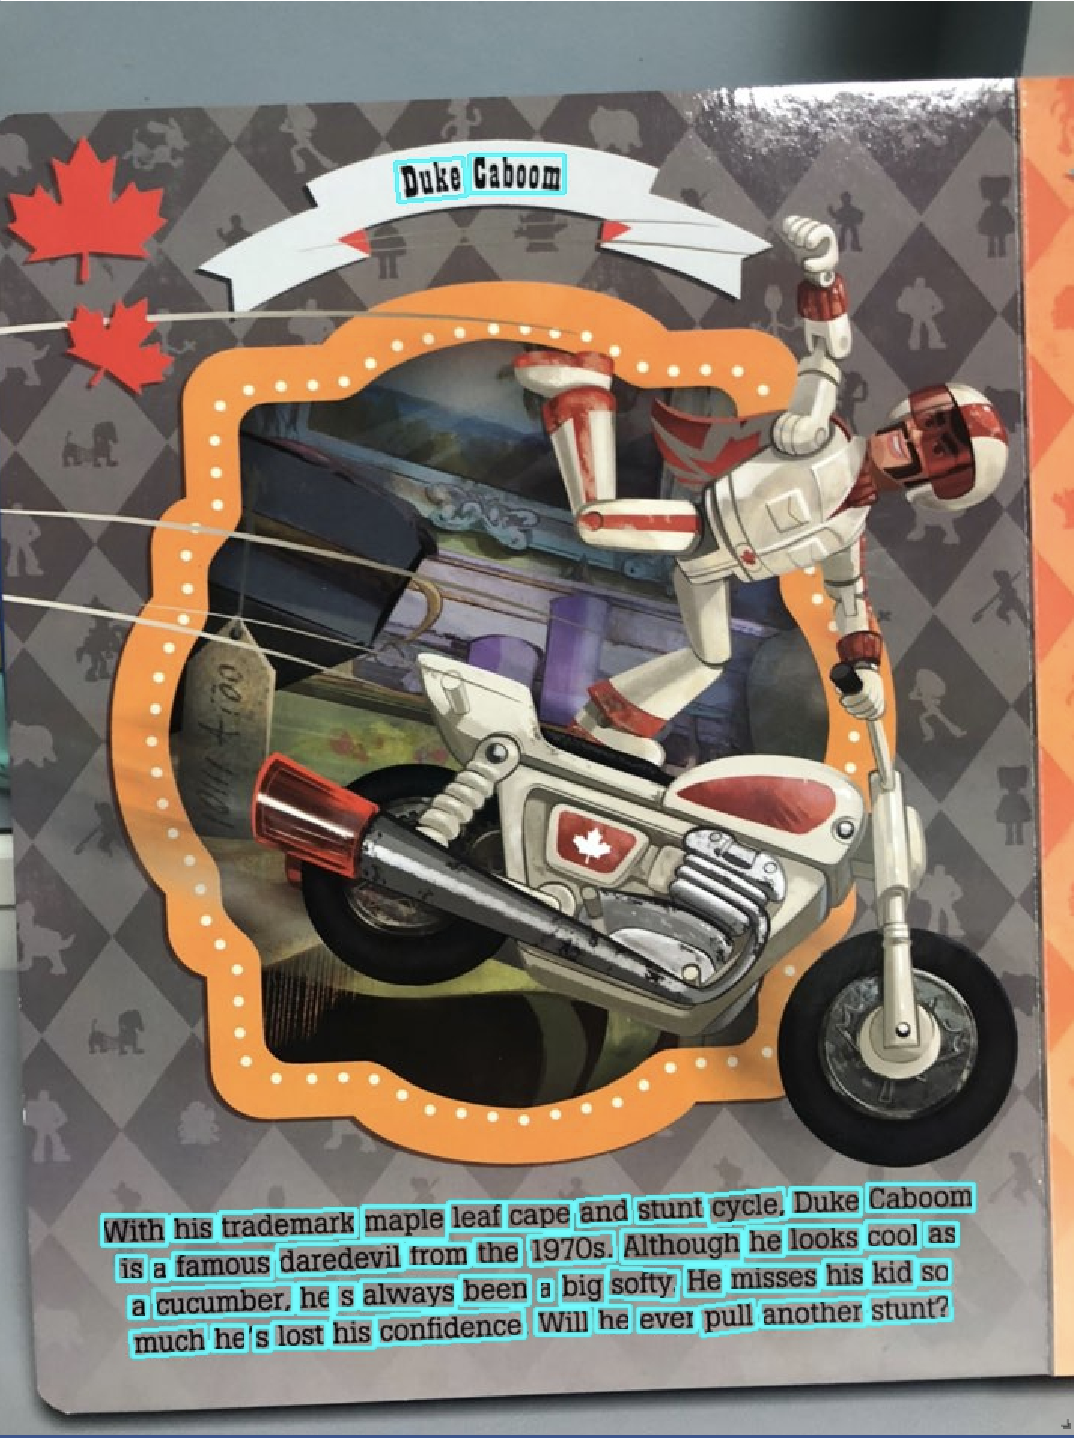 Duke Caboom
With his trademark maple leaf cape and stunt cycle, Duke Caboom
is a famous daredevil from the 1970s. Although he looks cool as
a cucumber, he's always been a big softy. He misses his kid so
much he's lost his confidence. Will he ever pull another stunt?